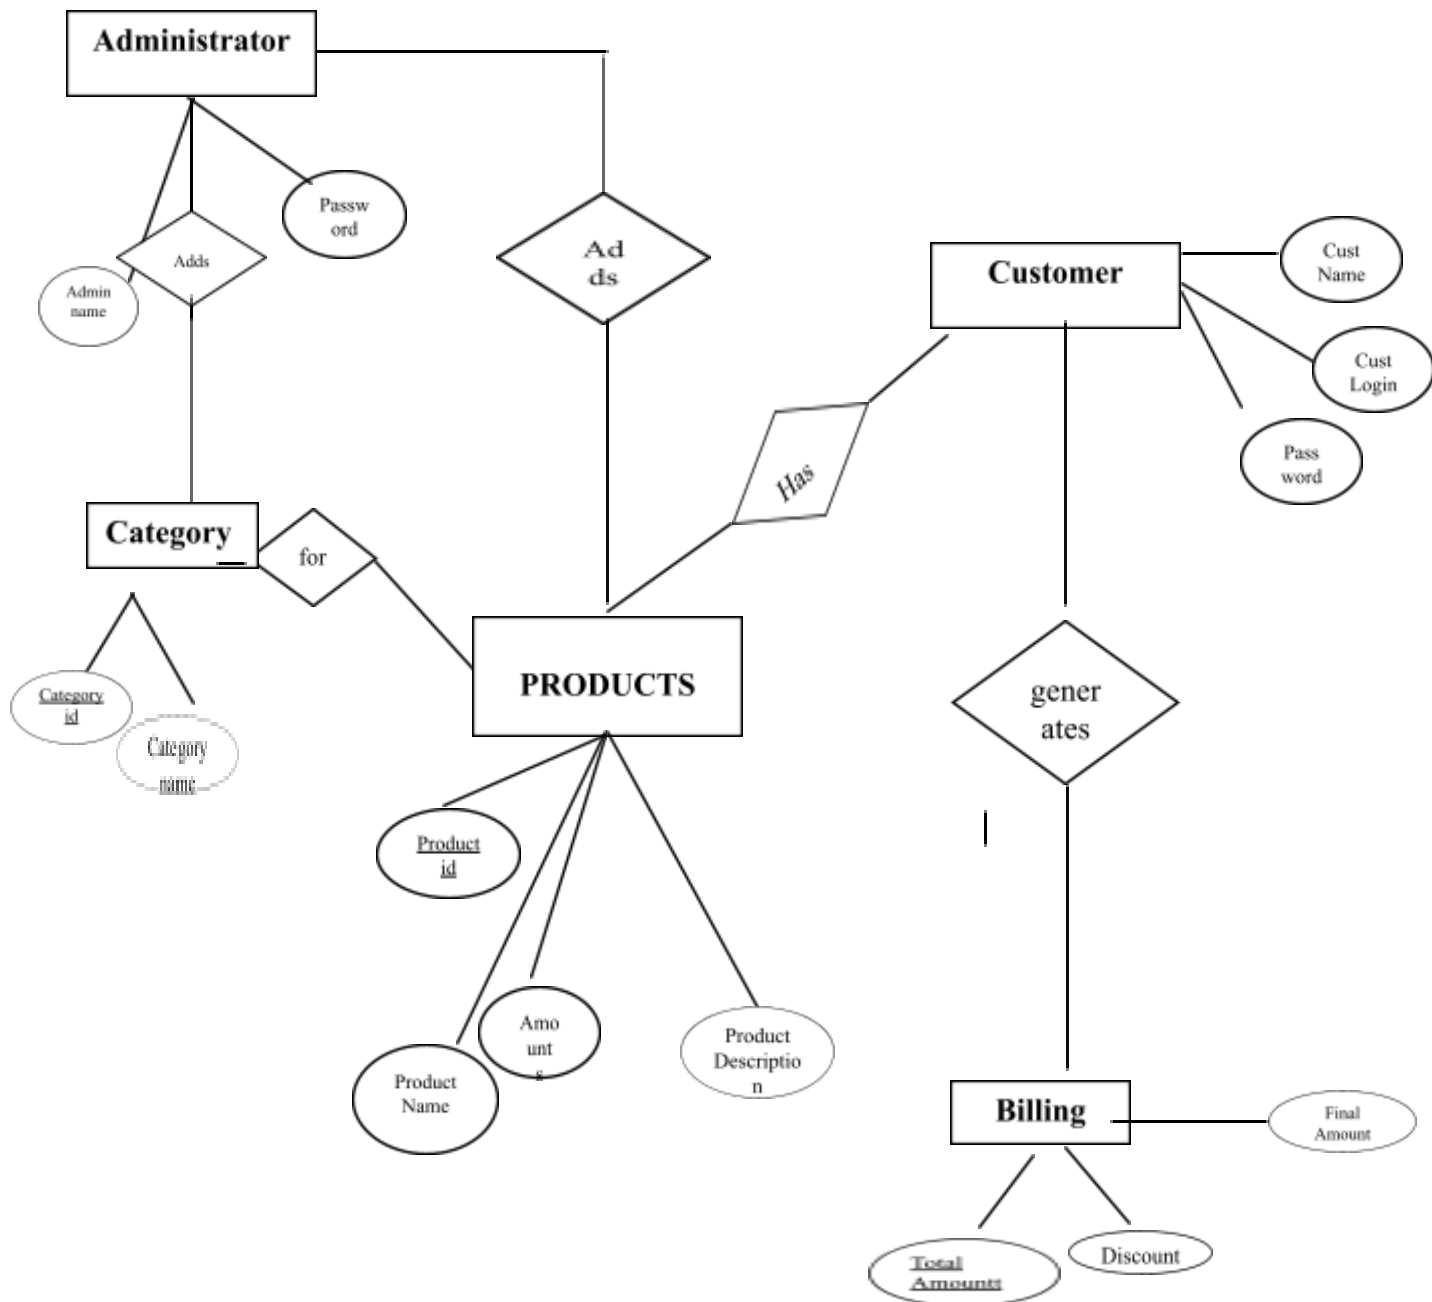 Administrator
Passw
ord
Adds
Admin
name
Ad
ds
Customer
Cust
Name
Cust
Login
Pass
word
Has
Category
for
PRODUCTS
Category
id
Category
name
gener
ates
Product
id
Amo
unt
s
Product
Name
Product
Descriptio
n
Billing
Final
Amount
Total
Amountt
Discount